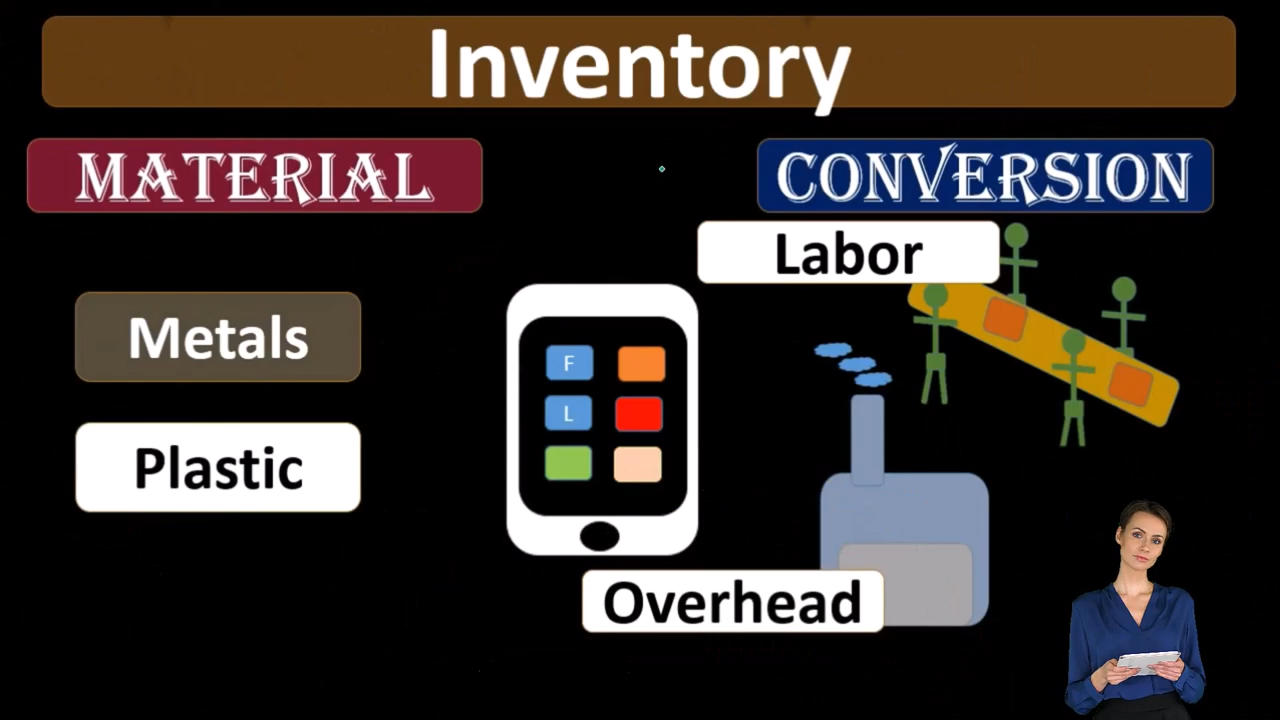 Inventory
MATERIAL
CONVERSION
Labor
Metals
F
L
Plastic
Overhead